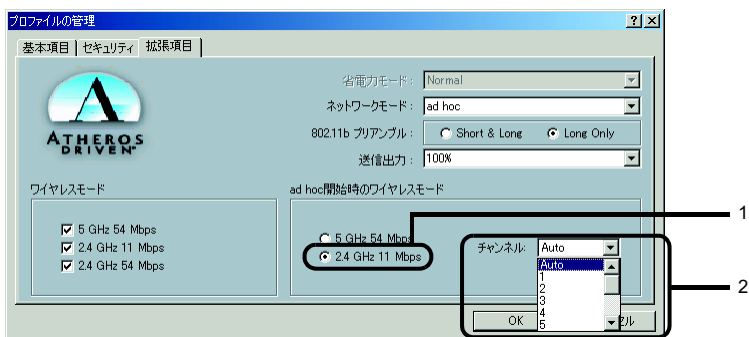 プロファイルの管理
基本項目 セキュリティ 拡張項目
ATHEROS
DRIVEN
省電力モード: Normal
ネットワークモード: ad hoc
802.11b プリアンブル: Short & Long Long Only
送信出力: 100%
ワイヤレスモード
5 GHz 54 Mbps
2.4 GHz 11 Mbps
2.4 GHz 54 Mbps
ad hoc開始時のワイヤレスモード
5 GHz 54 Mbps
2.4 GHz 11 Mbps
チャンネル: Auto
Auto
1
2
3
4
5
OK
1
2